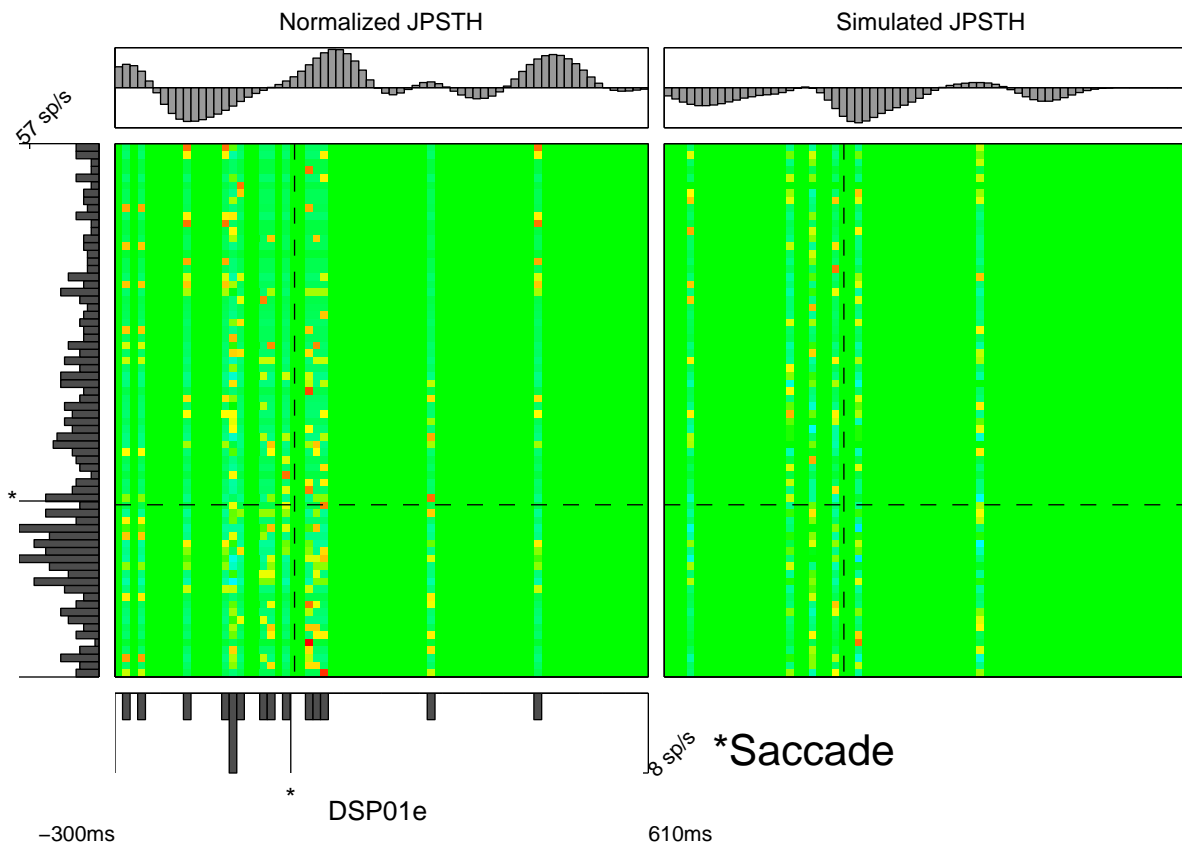 Normalized JPSTH
Simulated JPSTH
57 sp/s
*
8 sp/s
*Saccade
*
DSP01e
−300ms
610ms